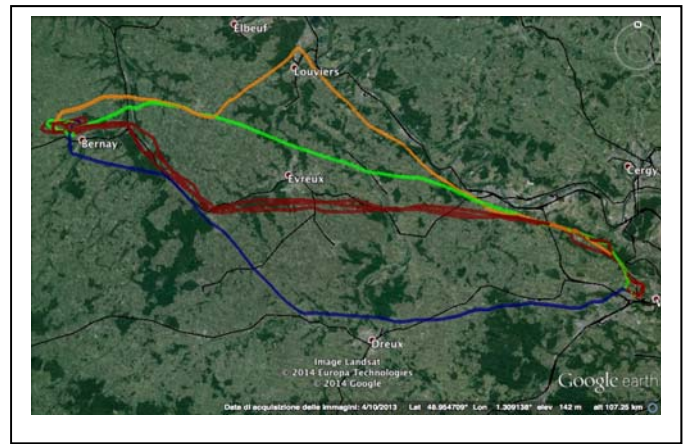 Elbeuf
N
Louviers
Bernay
Evreux
Cergy
Dreux
Image Landsat
© 2014 Europa Technologies
© 2014 Google
Google earth
Data di acquisizione delle immagini: 4/10/2013 Lat 48.954709° Lon 1.309138° elev 142 m alt 107.25 km